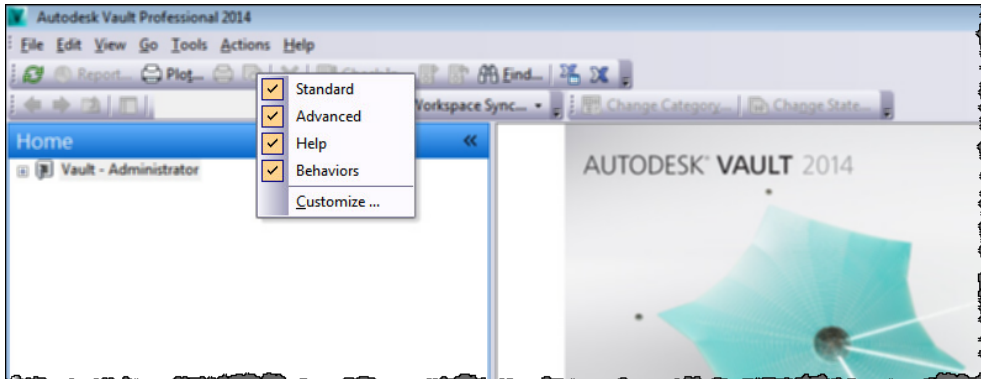 Autodesk Vault Professional 2014
File Edit View Go Tools Actions Help
Report... Plot... Find...
Standard
Advanced
Help
Behaviors
Customize ...
Workspace Sync... Change Category... Change State...
Home
Vault - Administrator
AUTODESK® VAULT 2014